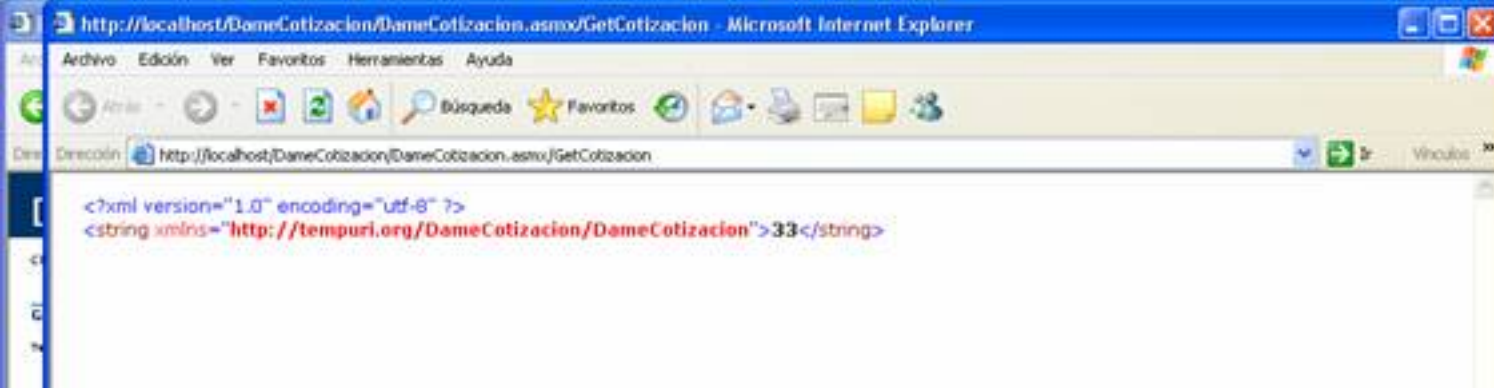 http://localhost/DameCotizacion/DameCotizacion.asmx/GetCotizacion - Microsoft Internet Explorer
Archivo Edición Ver Favoritos Herramientas Ayuda
Atrás Búsqueda Favoritos
Dirección http://localhost/DameCotizacion/DameCotizacion.asmx/GetCotizacion Ir Vínculos »
<?xml version="1.0" encoding="utf-8" ?>
<string xmlns="http://tempuri.org/DameCotizacion/DameCotizacion">33</string>